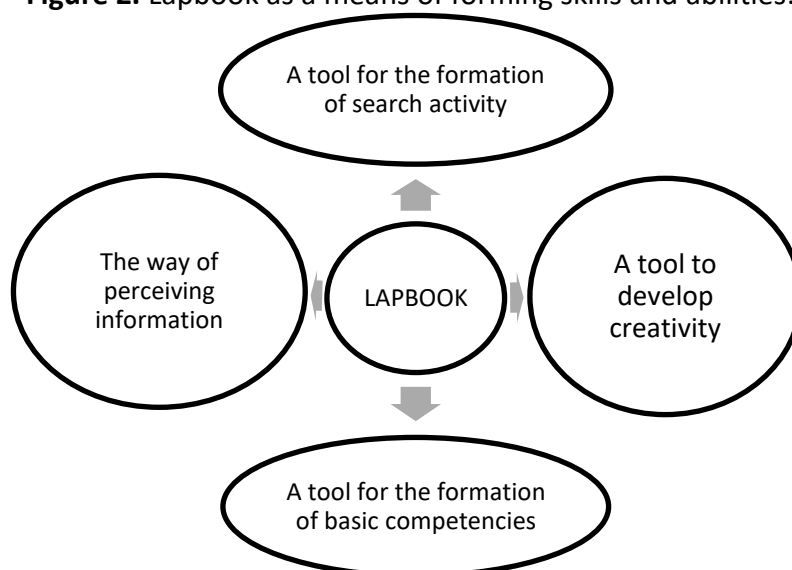 Figure 2. Lapbook as a means of forming skills and abilities.
A tool for the formation
of search activity
The way of
perceiving
information
LAPBOOK
A tool to
develop
creativity
A tool for the formation
of basic competencies